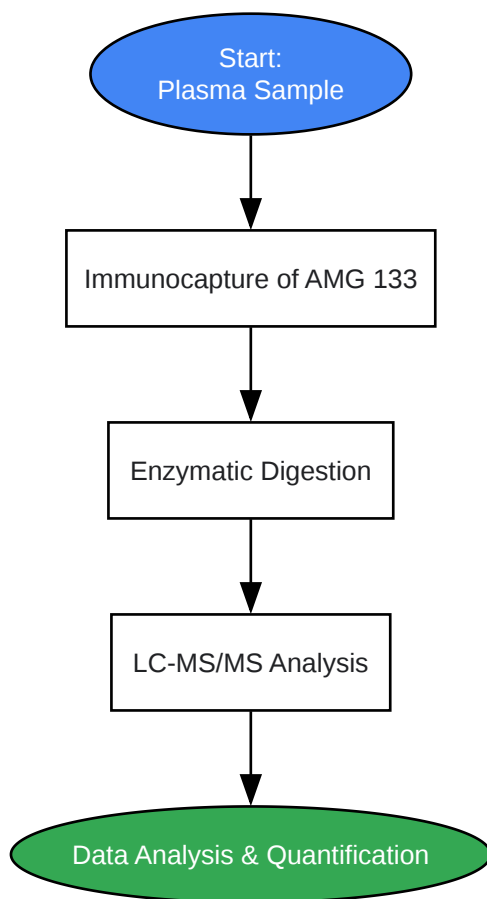 Start:
Plasma Sample
Immunocapture of AMG 133
Enzymatic Digestion
LC-MS/MS Analysis
Data Analysis & Quantification